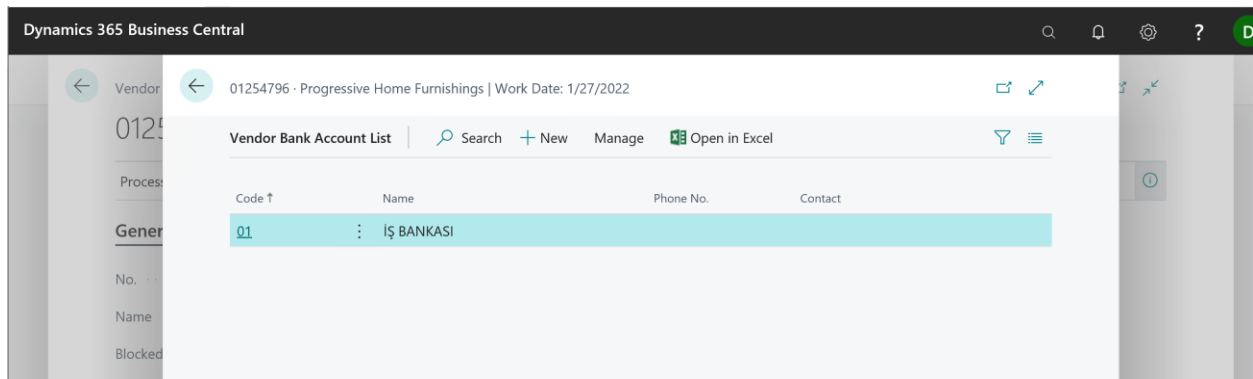 Dynamics 365 Business Central
?
D
Vendor
01254796 · Progressive Home Furnishings | Work Date: 1/27/2022
0125
Vendor Bank Account List Search + New Manage Open in Excel
Process
Code ↑ Name Phone No. Contact
01 İŞ BANKASI
Gener
No.
Name
Blocked